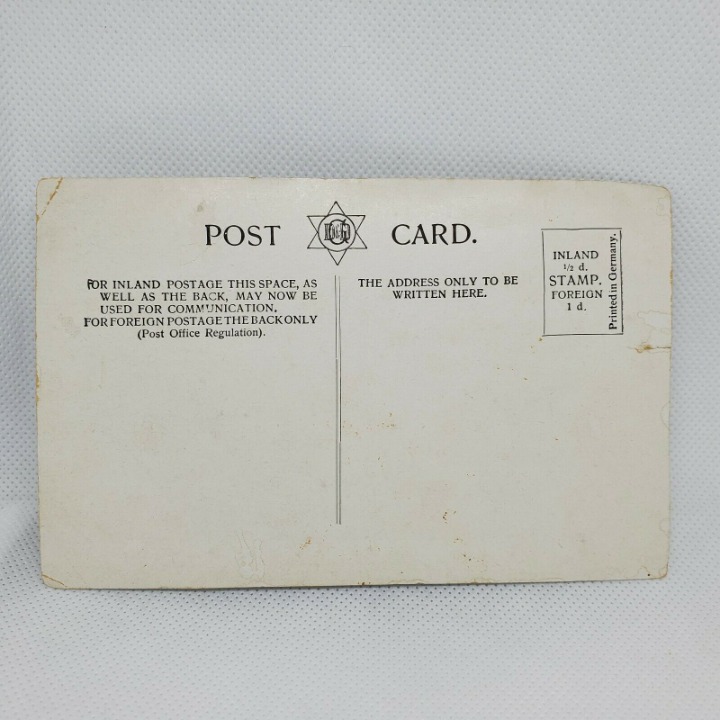 POST CARD.
FOR INLAND POSTAGE THIS SPACE, AS
WELL AS THE BACK, MAY NOW BE
USED FOR COMMUNICATION.
FOR FOREIGN POSTAGE THE BACK ONLY
(Post Office Regulation).
THE ADDRESS ONLY TO BE
WRITTEN HERE.
INLAND
1/2 d.
STAMP.
FOREIGN
1 d.
Printed in Germany.